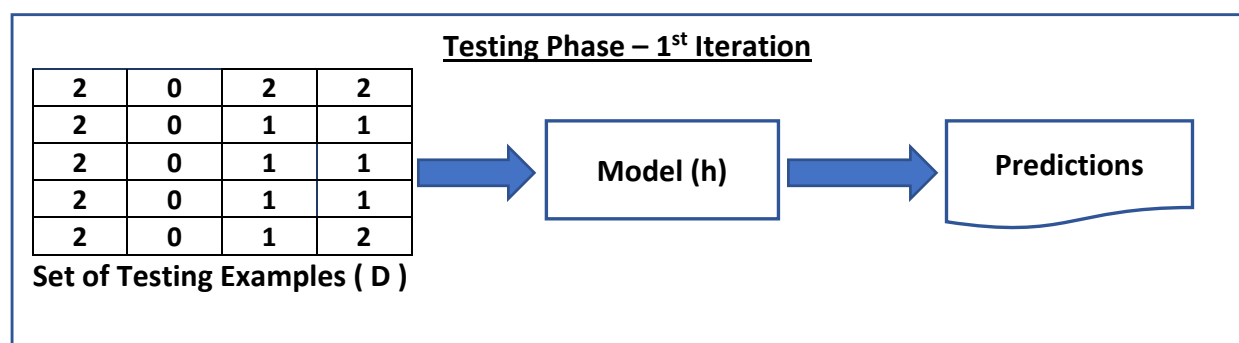 Testing Phase – 1st Iteration
2 0 2 2
2 0 1 1
2 0 1 1
2 0 1 1
2 0 1 2
Set of Testing Examples ( D )
Model (h)
Predictions